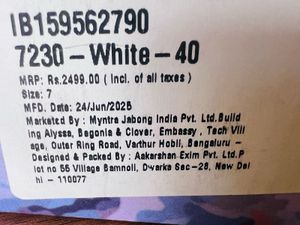 IB159562790
7230-White-40
MRP: Rs.2499.00 (Incl. of all taxes)
Size: 7
MFD. Date: 24/Jun/2025
Marketed By : Myntra Jabong India Pvt. Ltd.Build
ing Alyssa, Begonia & Clover, Embassy , Tech Vill
age, Outer Ring Road, Varthur Hobli, Bengaluru -
Designed & Packed By : Aakarshan Exim Pvt. Ltd.P
lot no 55 Village Bamnoli, Dwarka Sec-28, New Del
hi - 110077